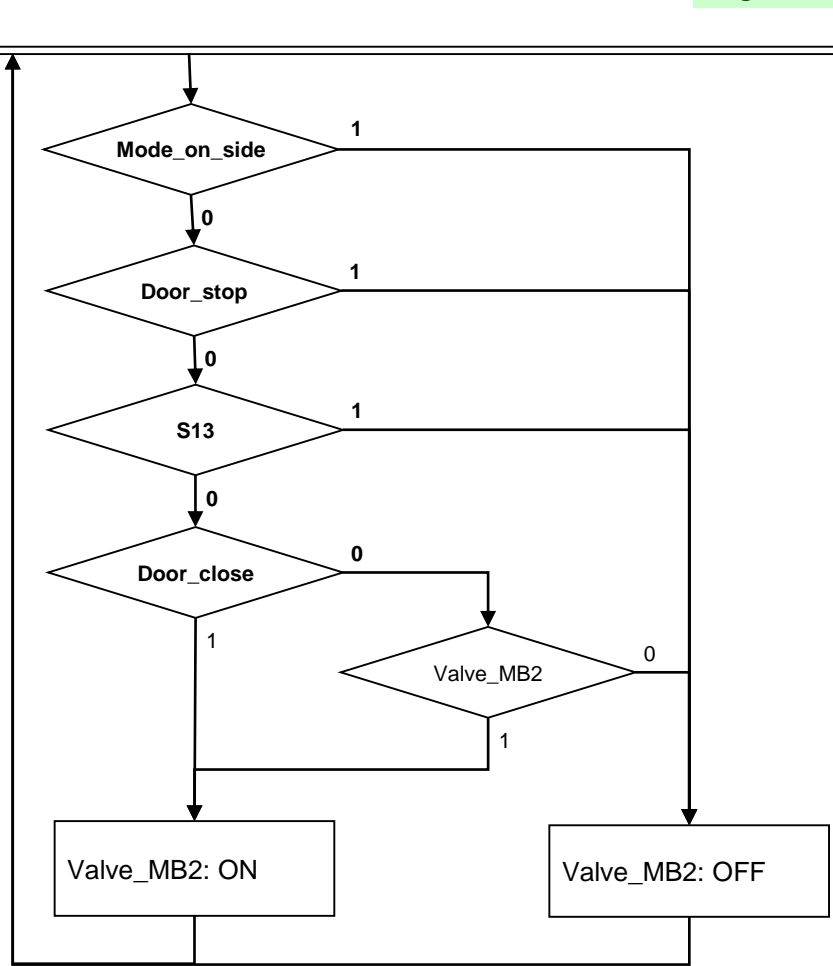 Mode_on_side
1
0
Door_stop
1
0
S13
1
0
Door_close
0
1
Valve_MB2
0
1
Valve_MB2: ON
Valve_MB2: OFF